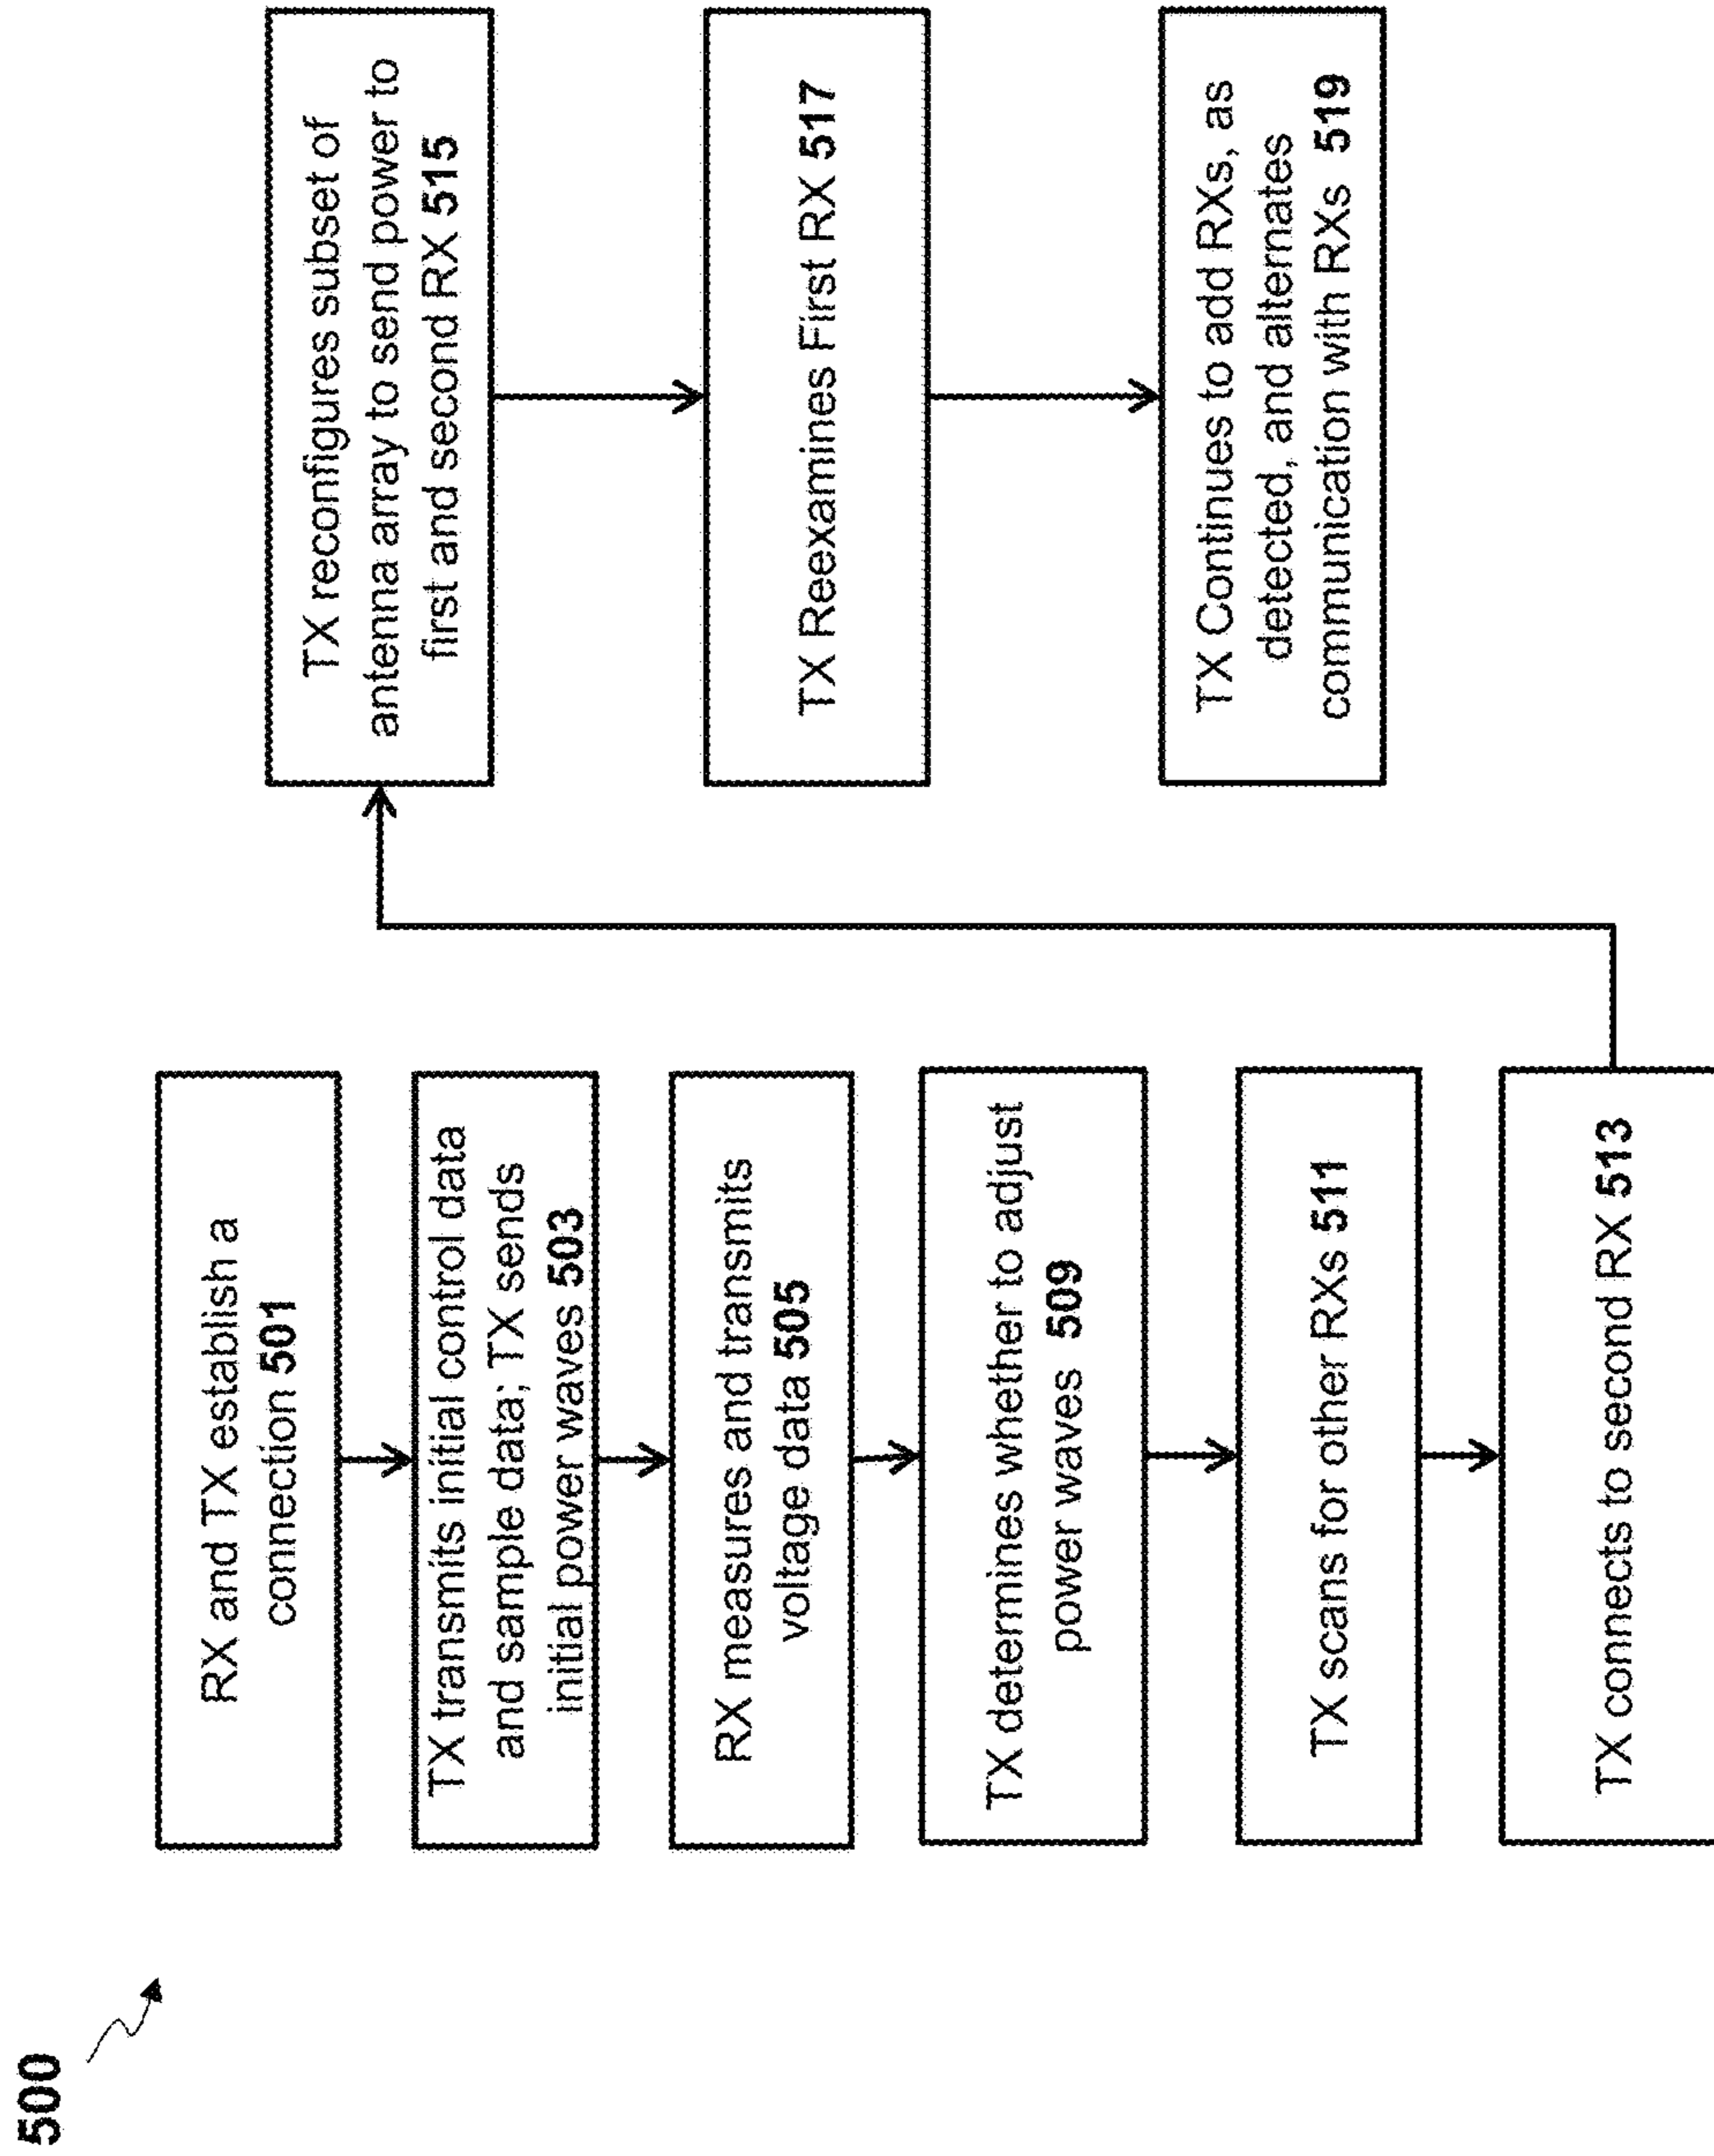 500
RX and TX establish a
connection 501
TX transmits initial control data
and sample data; TX sends
initial power waves 503
RX measures and transmits
voltage data 505
TX determines whether to adjust
power waves 509
TX scans for other RXs 511
TX connects to second RX 513
TX reconfigures subset of
antenna array to send power to
first and second RX 515
TX Reexamines First RX 517
TX Continues to add RXs, as
detected, and alternates
communication with RXs 519